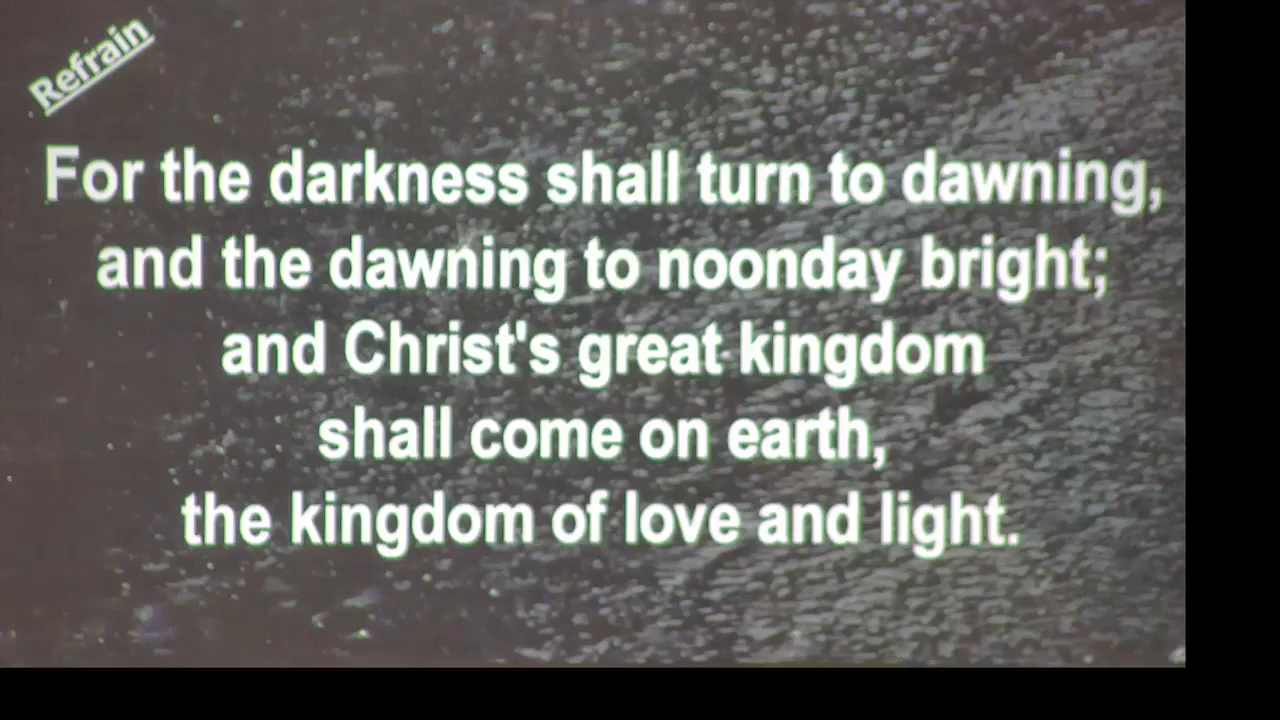 Refrain
For the darkness shall turn to dawning,
and the dawning to noonday bright;
and Christ's great kingdom
shall come on earth,
the kingdom of love and light.